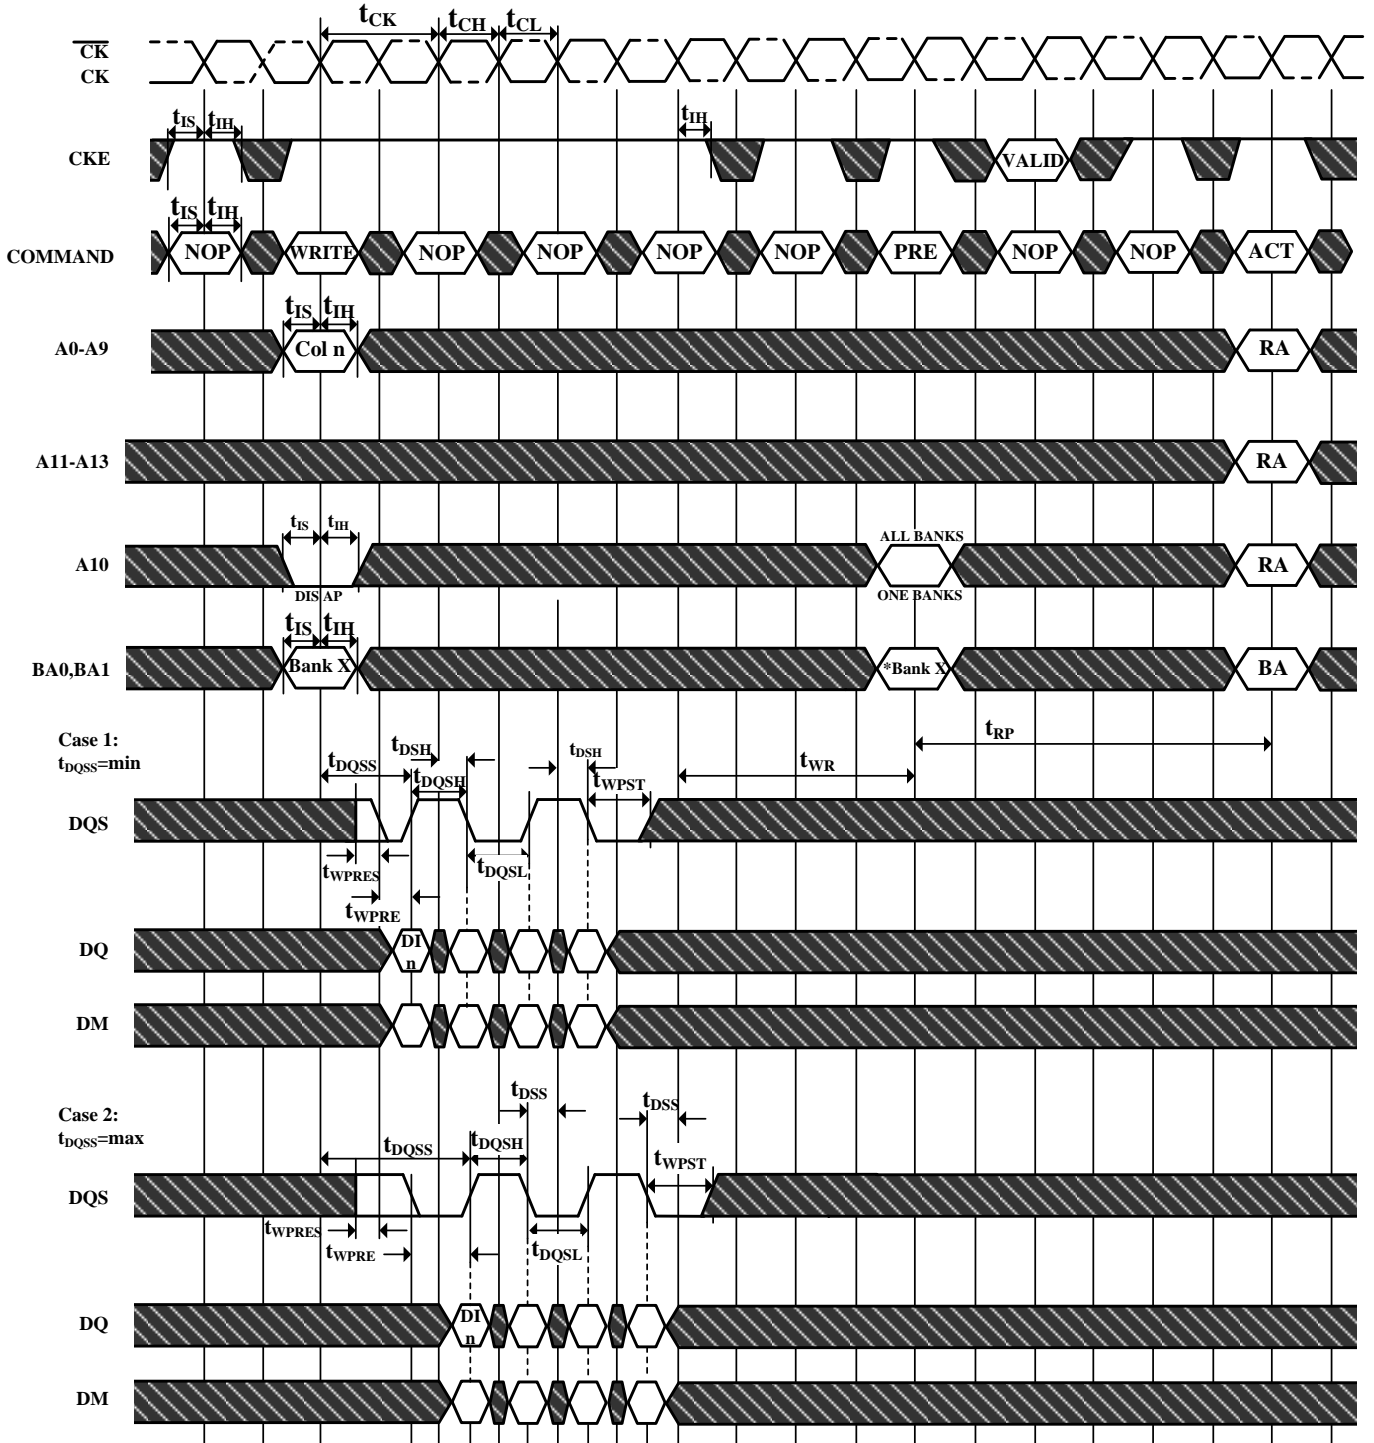 tCK tCH tCL
CK
CK
tIS tIH tIH
CKE VALID
tIS tIH
COMMAND NOP WRITE NOP NOP NOP NOP PRE NOP NOP ACT
tIS tIH
A0-A9 Col n RA
A11-A13 RA
tIS tIH ALL BANKS
A10 RA
DIS AP ONE BANKS
tIS tIH
BA0,BA1 Bank X *Bank X BA
Case 1:
tDQSS=min
tDSH tDSH tRP
tDQSS tDQSH tWPST tWR
DQS
tWPRES tDQSL
tWPRE
DQ DI
n
DM
tDSS tDSS
Case 2:
tDQSS=max
tDQSS tDQSH tWPST
DQS
tWPRES
tWPRE tDQSL
DQ DI
n
DM